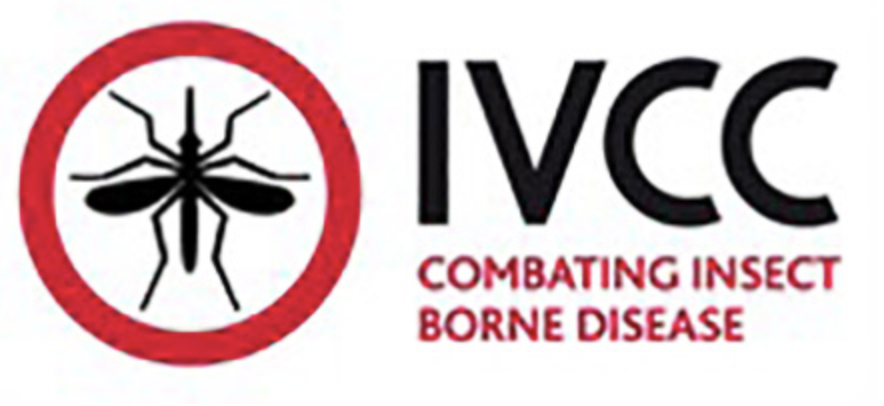 IVCC
COMBATING INSECT
BORNE DISEASE